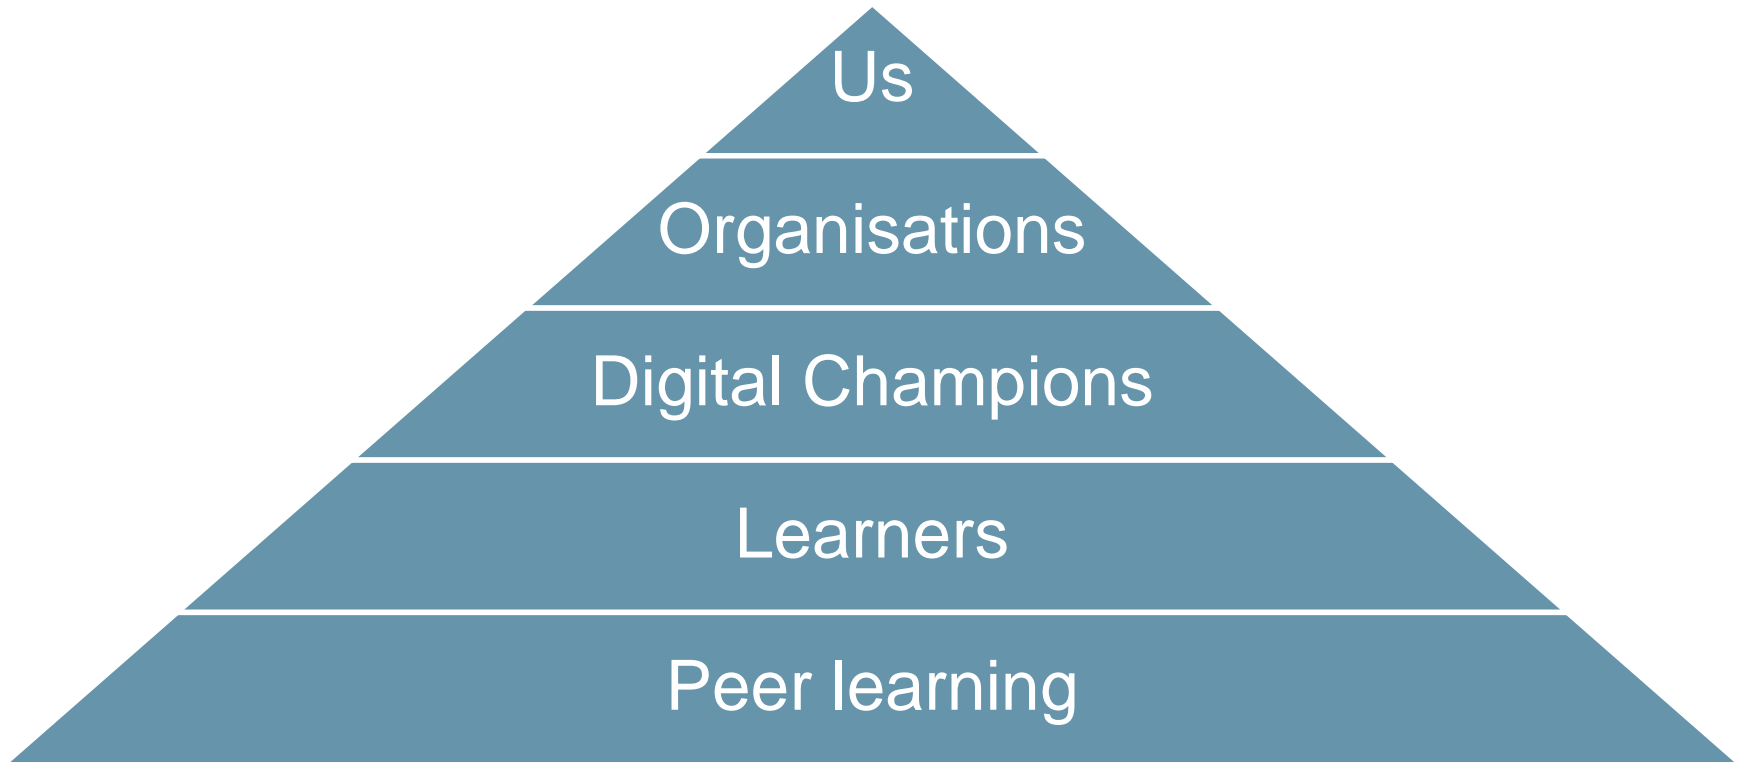 Us
Organisations
Digital Champions
Learners
Peer learning